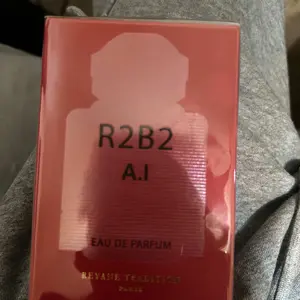 R2B2
A.I
EAU DE PARFUM
REYANE TRADITION
PARIS